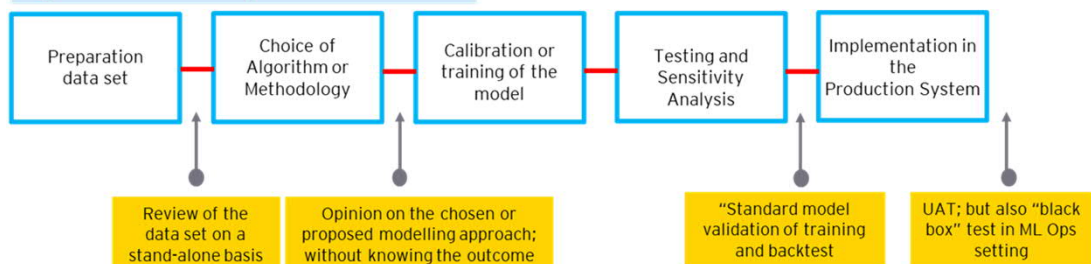 Preparation
data set
Choice of
Algorithm or
Methodology
Calibration or
training of the
model
Testing and
Sensitivity
Analysis
Implementation in
the
Production System
Review of the
data set on a
stand-alone basis
Opinion on the chosen or
proposed modelling approach;
without knowing the outcome
“Standard model
validation of training
and backtest
UAT; but also “black
box” test in ML Ops
setting